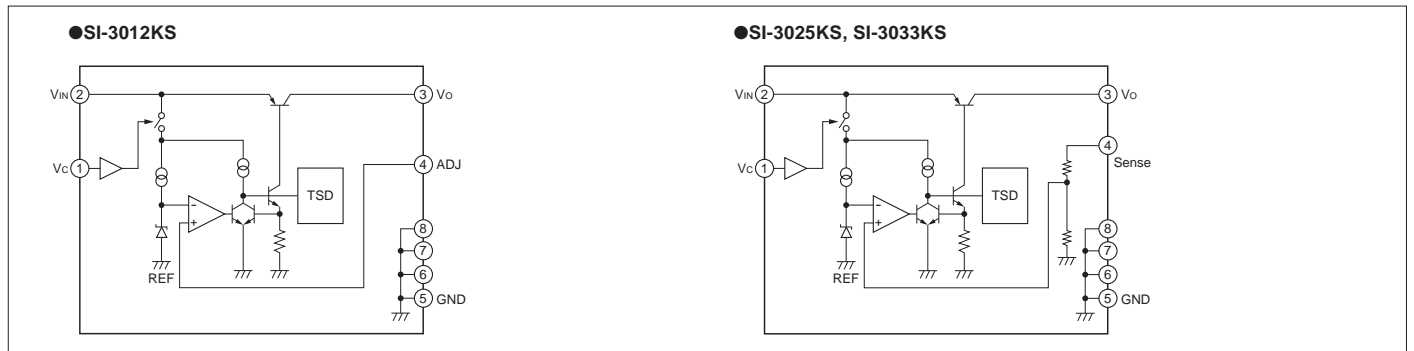 ●SI-3012KS
VIN 2
3 VO
VC 1
4 ADJ
TSD
REF
8
7
6
5 GND
●SI-3025KS, SI-3033KS
VIN 2
3 VO
VC 1
4
Sense
TSD
REF
8
7
6
5 GND